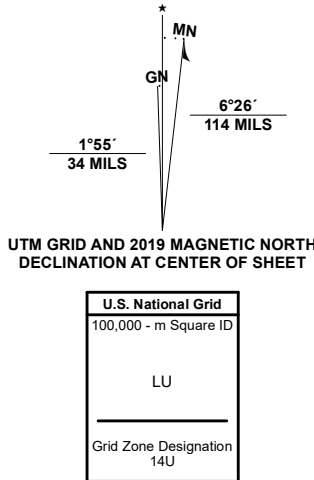 ★
MN
GN
6°26´
114 MILS
1°55´
34 MILS
UTM GRID AND 2019 MAGNETIC NORTH
DECLINATION AT CENTER OF SHEET
U.S. National Grid
100,000 - m Square ID
LU
Grid Zone Designation
14U